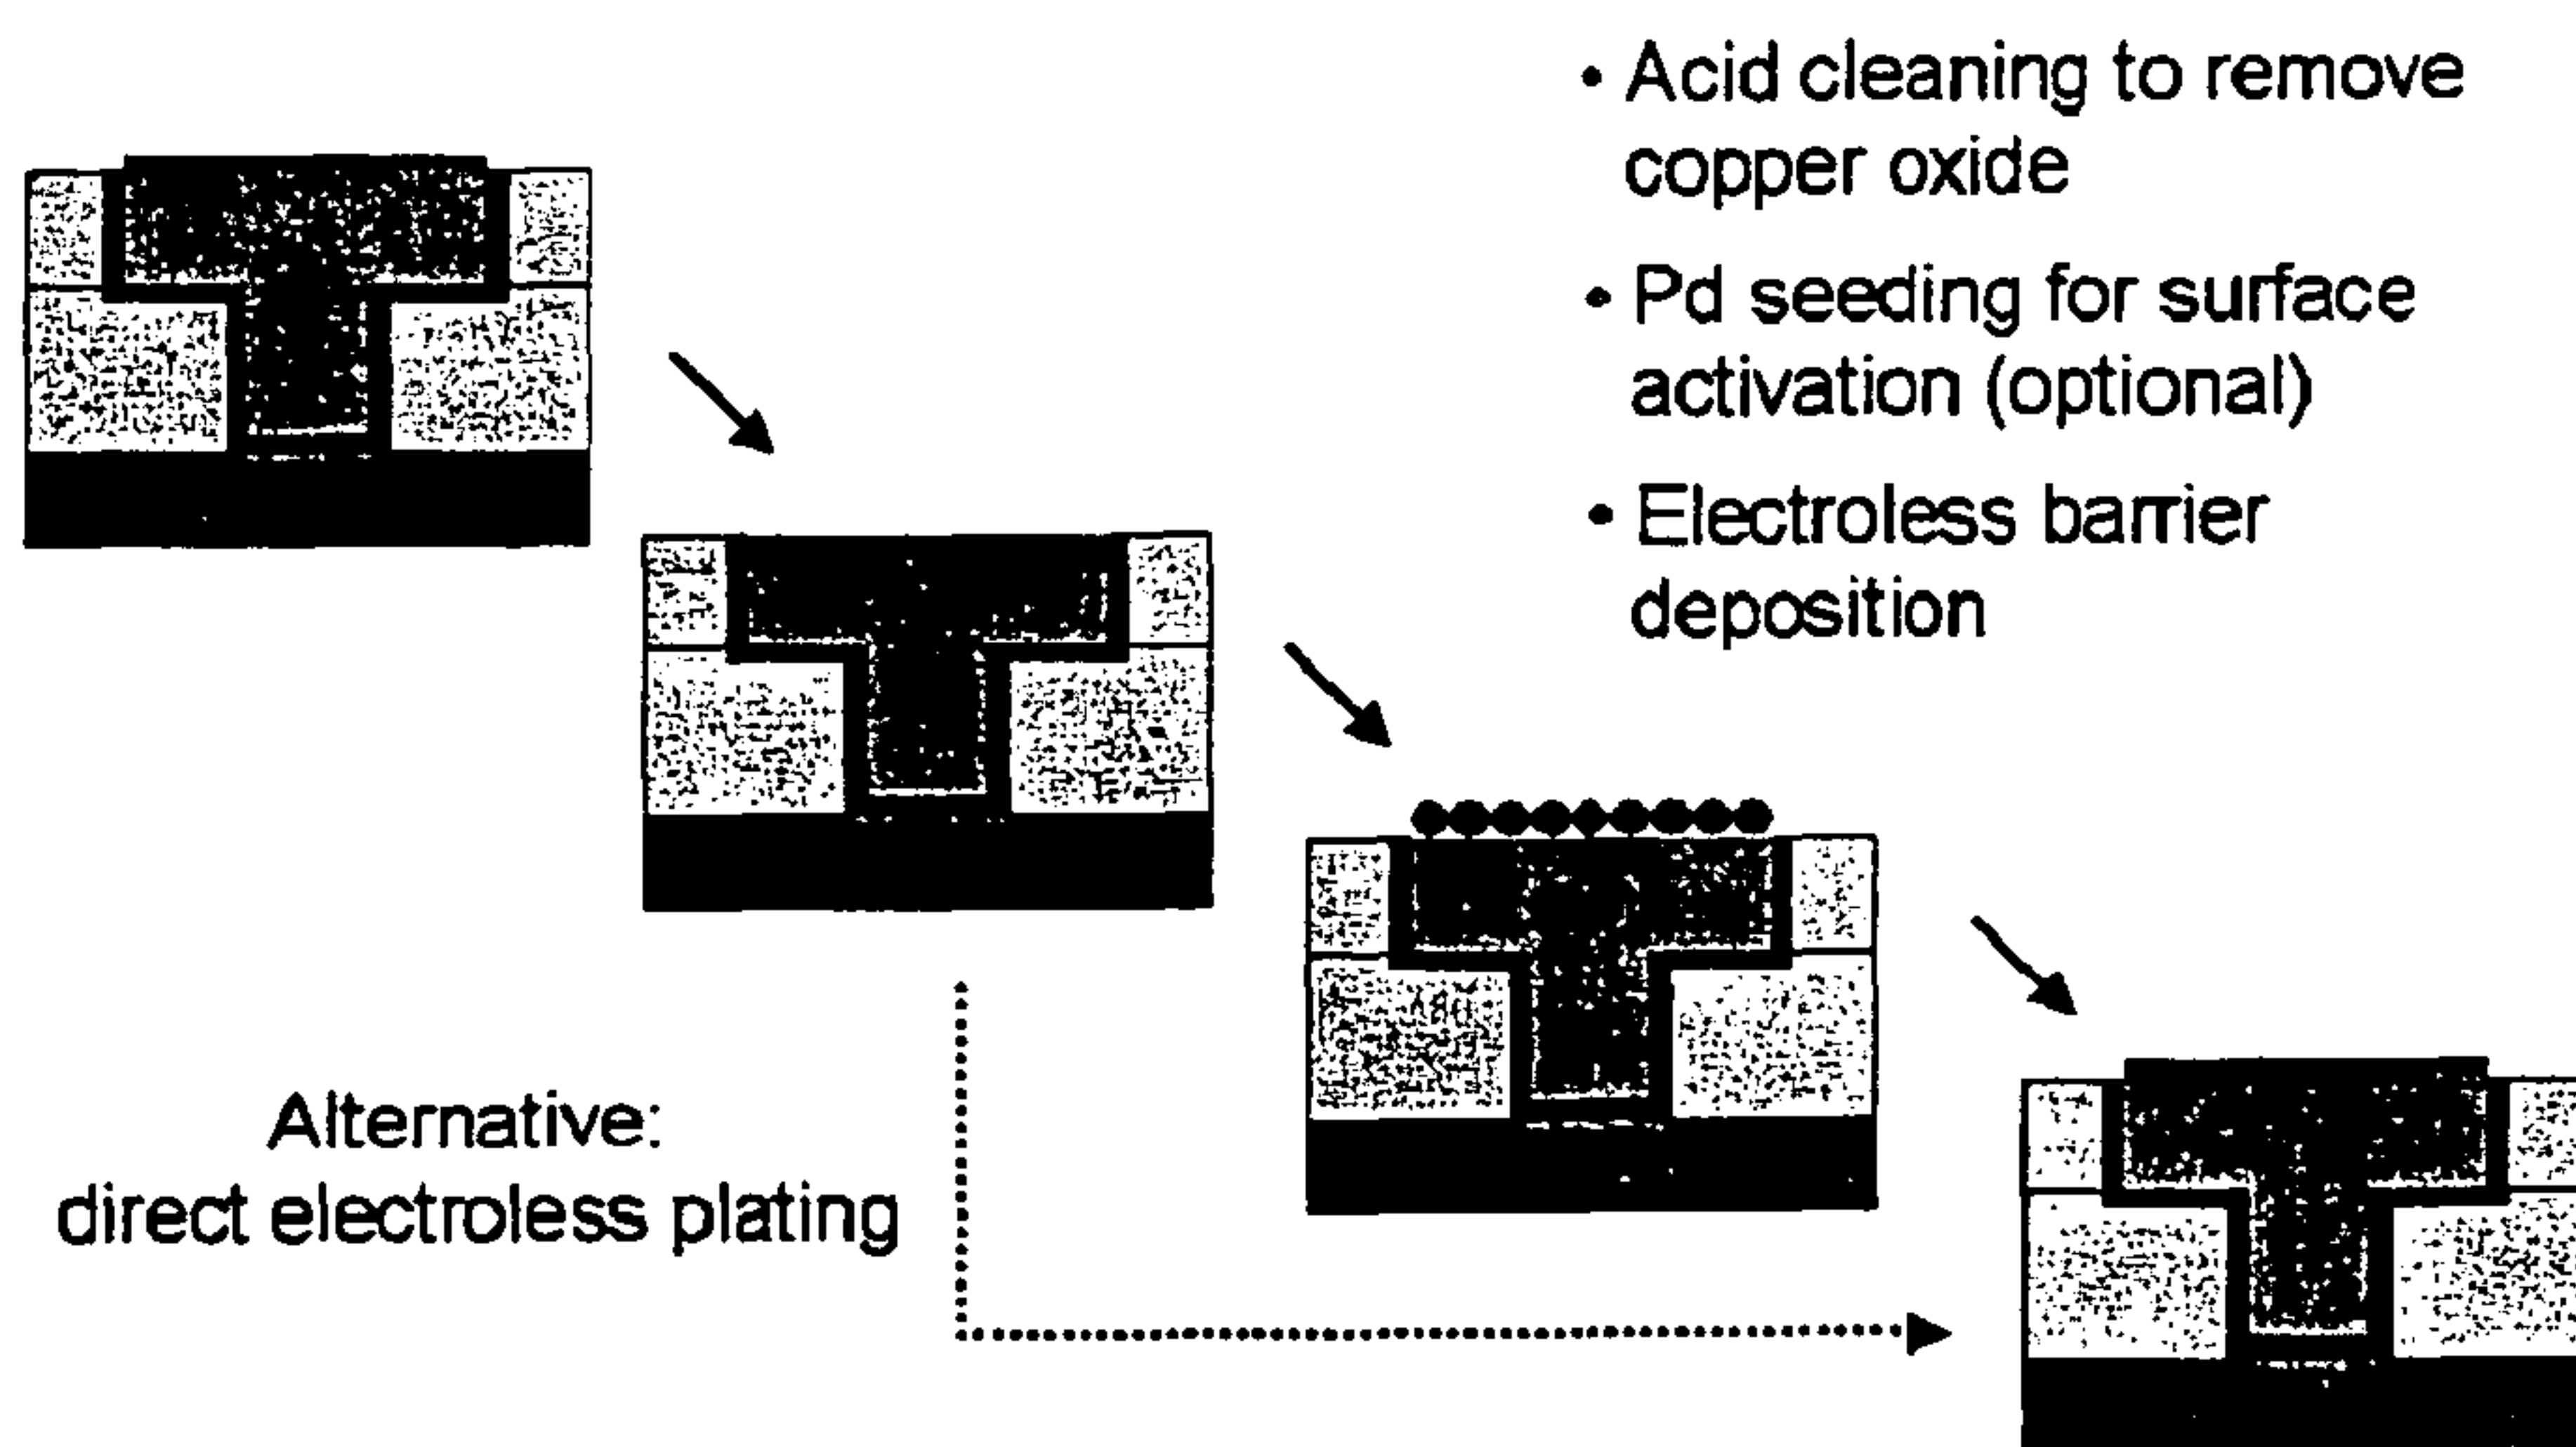 • Acid cleaning to remove
copper oxide
• Pd seeding for surface
activation (optional)
• Electroless barrier
deposition
Alternative:
direct electroless plating